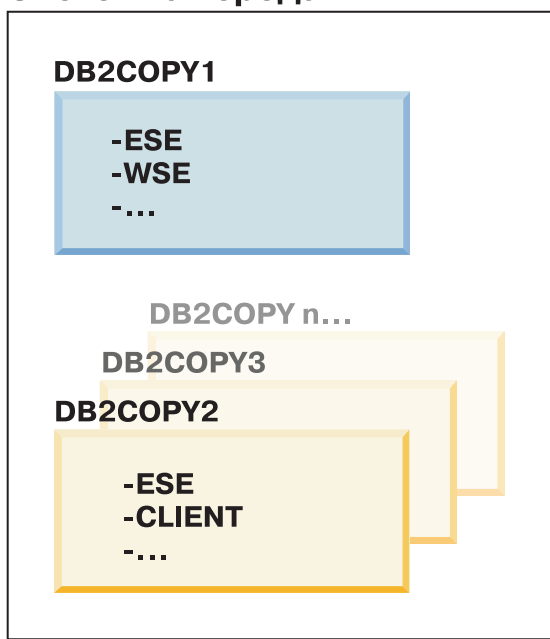 DB2COPY1
-ESE
-WSE
-...
DB2COPY n...
DB2COPY3
DB2COPY2
-ESE
-CLIENT
-...